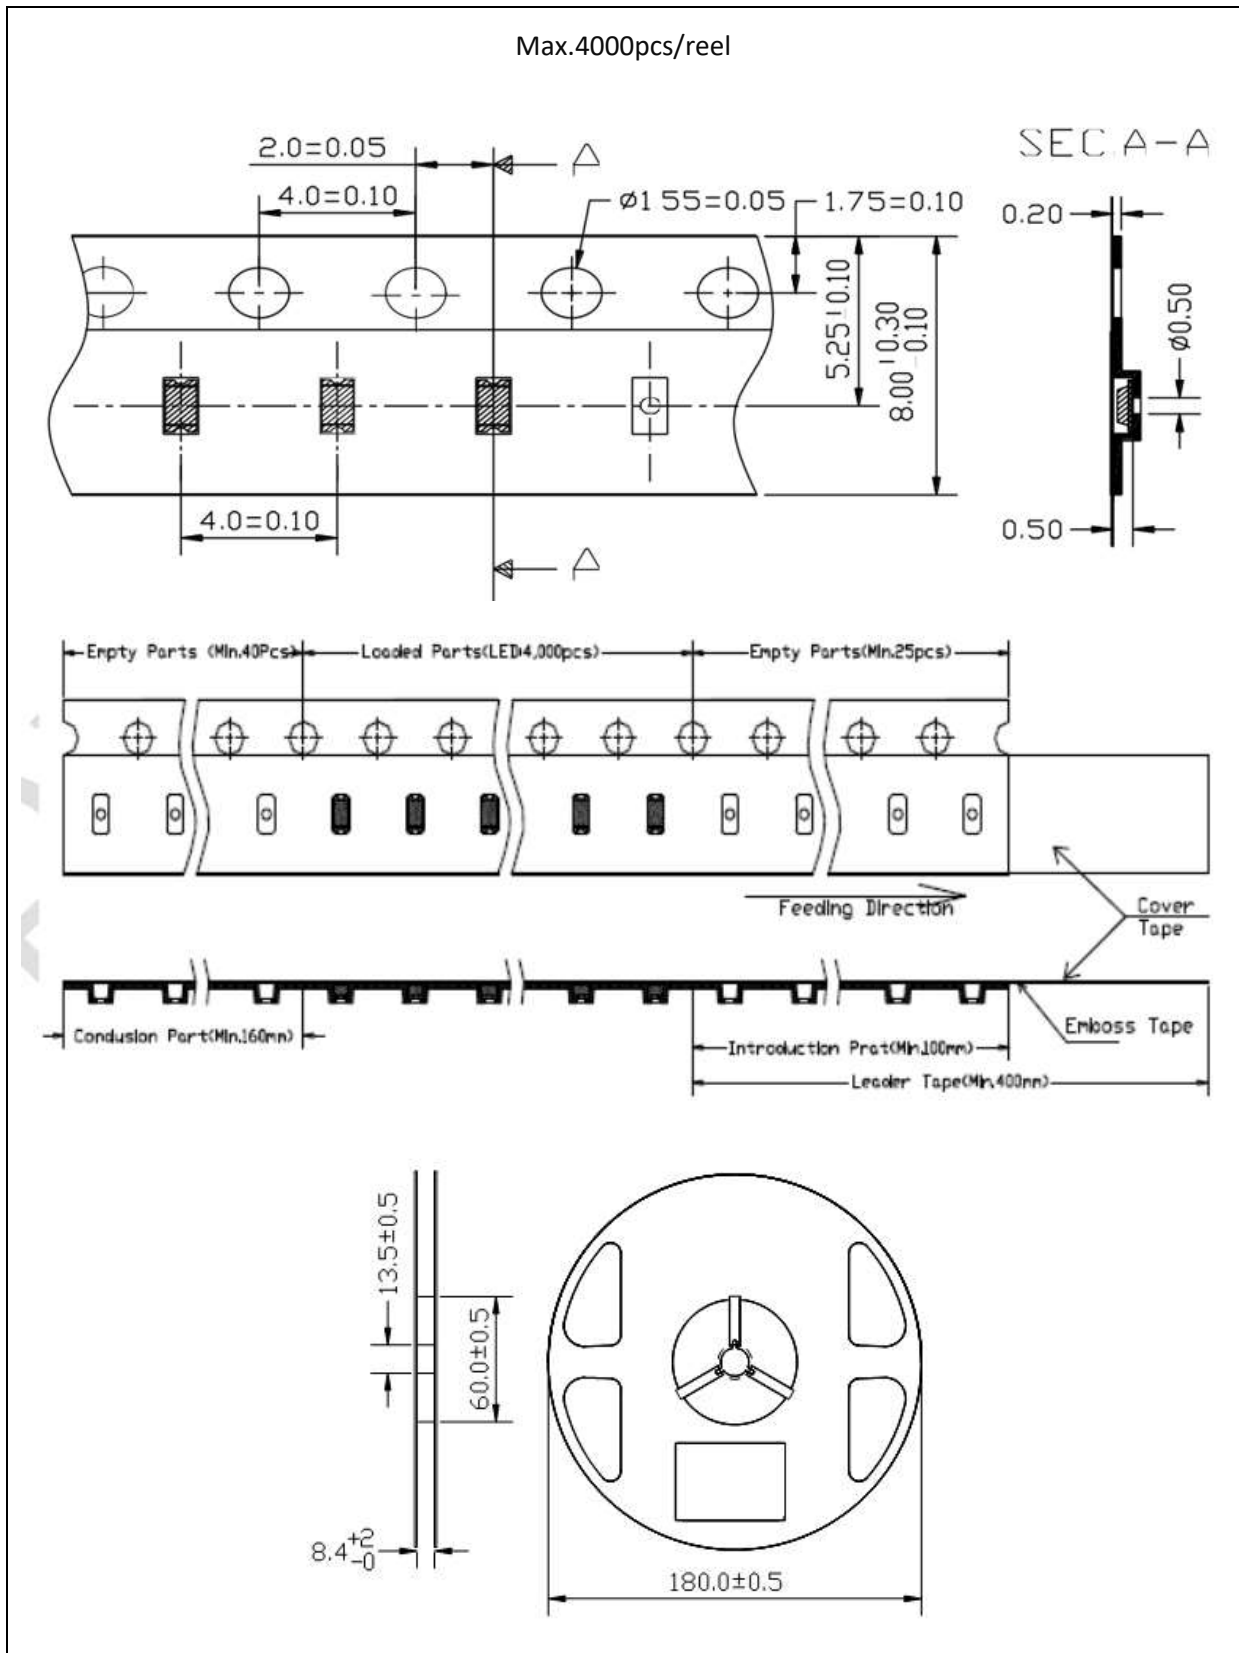 Max.4000pcs/reel
2.0=0.05
A
SEC.A-A
4.0=0.10
ø1 55=0.05
1.75=0.10
0.20
5.25 0.10
8.00 0.30
0.10
ø0.50
4.0=0.10
0.50
A
Empty Parts (Min.40Pcs)
Loaded Parts(LED:4,000pcs)
Empty Parts(Min.25pcs)
Feeding Direction
Cover
Tape
Emboss Tape
Condusion Part(Min.160mm)
Introduction Prat(Min.100mm)
Leader Tape(Min.400mm)
13.5±0.5
60.0±0.5
8.4+2
-0
180.0±0.5